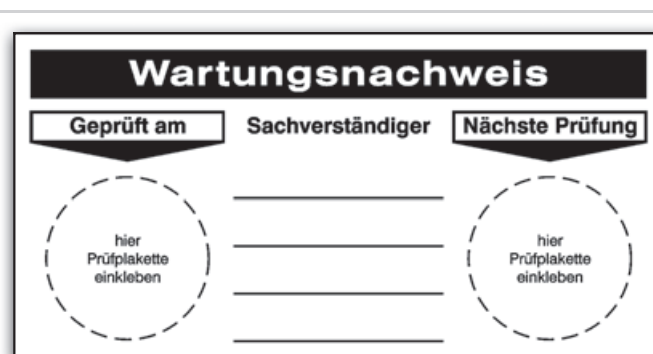 Wartungsnachweis
Geprüft am Sachverständiger Nächste Prüfung
hier
Prüfplakette
einkleben
hier
Prüfplakette
einkleben